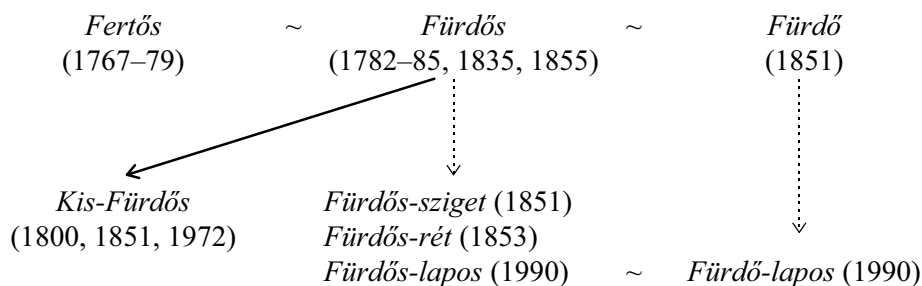 Fertős ~ Fürdős ~ Fürdő
(1767–79) (1782–85, 1835, 1855) (1851)
Kis-Fürdős Fürdős-sziget (1851)
(1800, 1851, 1972) Fürdős-rét (1853)
Fürdős-lapos (1990) ~ Fürdő-lapos (1990)